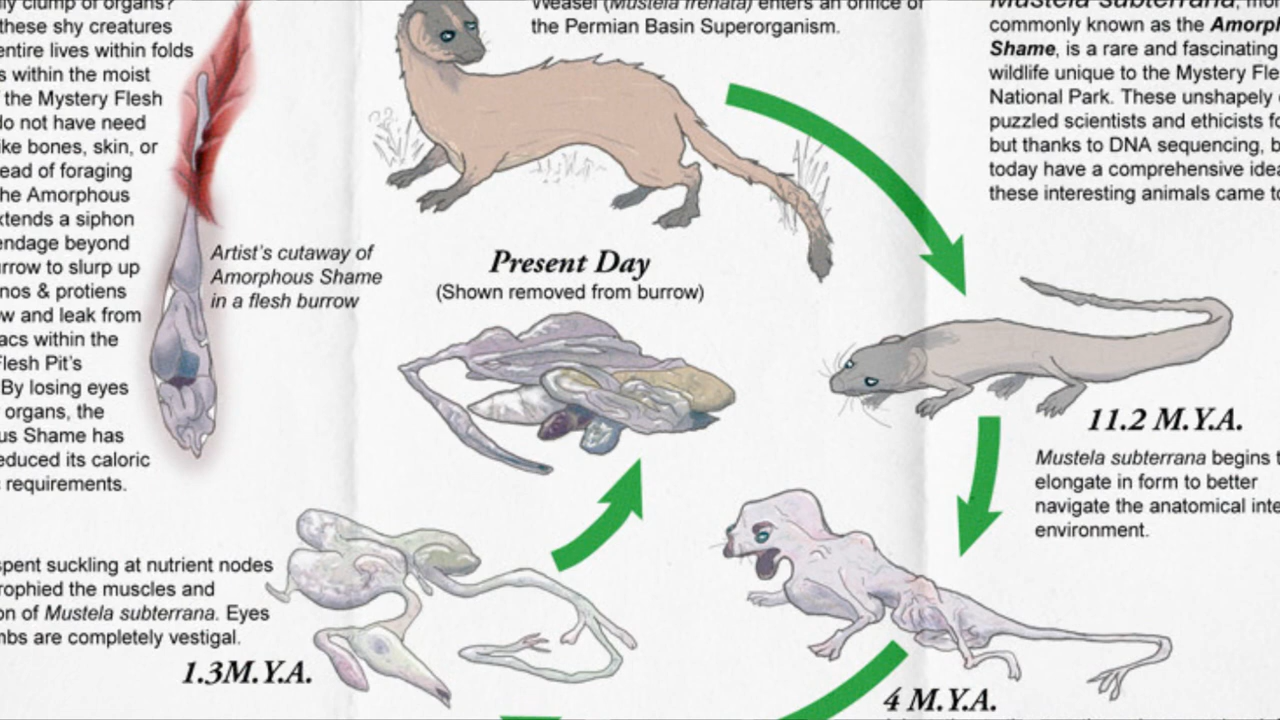 lly clump of organs?
these shy creatures
entire lives within folds
s within the moist
the Mystery Flesh
do not have need
ike bones, skin, or
ead of foraging
he Amorphous
xtends a siphon
endage beyond
urrow to slurp up
nos & protiens
w and leak from
acs within the
Flesh Pit's
By losing eyes
organs, the
us Shame has
educed its caloric
requirements.
Artist's cutaway of
Amorphous Shame
in a flesh burrow
Weasel (Mustela frenata) enters an orifice of
the Permian Basin Superorganism.
Mustela subterrana, mor
commonly known as the Amorph
Shame, is a rare and fascinating
wildlife unique to the Mystery Fle
National Park. These unshapely
puzzled scientists and ethicists fo
but thanks to DNA sequencing, b
today have a comprehensive idea
these interesting animals came to
Present Day
(Shown removed from burrow)
11.2 M.Y.A.
Mustela subterrana begins t
elongate in form to better
navigate the anatomical inte
environment.
4 M.Y.A.
spent suckling at nutrient nodes
trophied the muscles and
on of Mustela subterrana. Eyes
mbs are completely vestigal.
1.3M.Y.A.